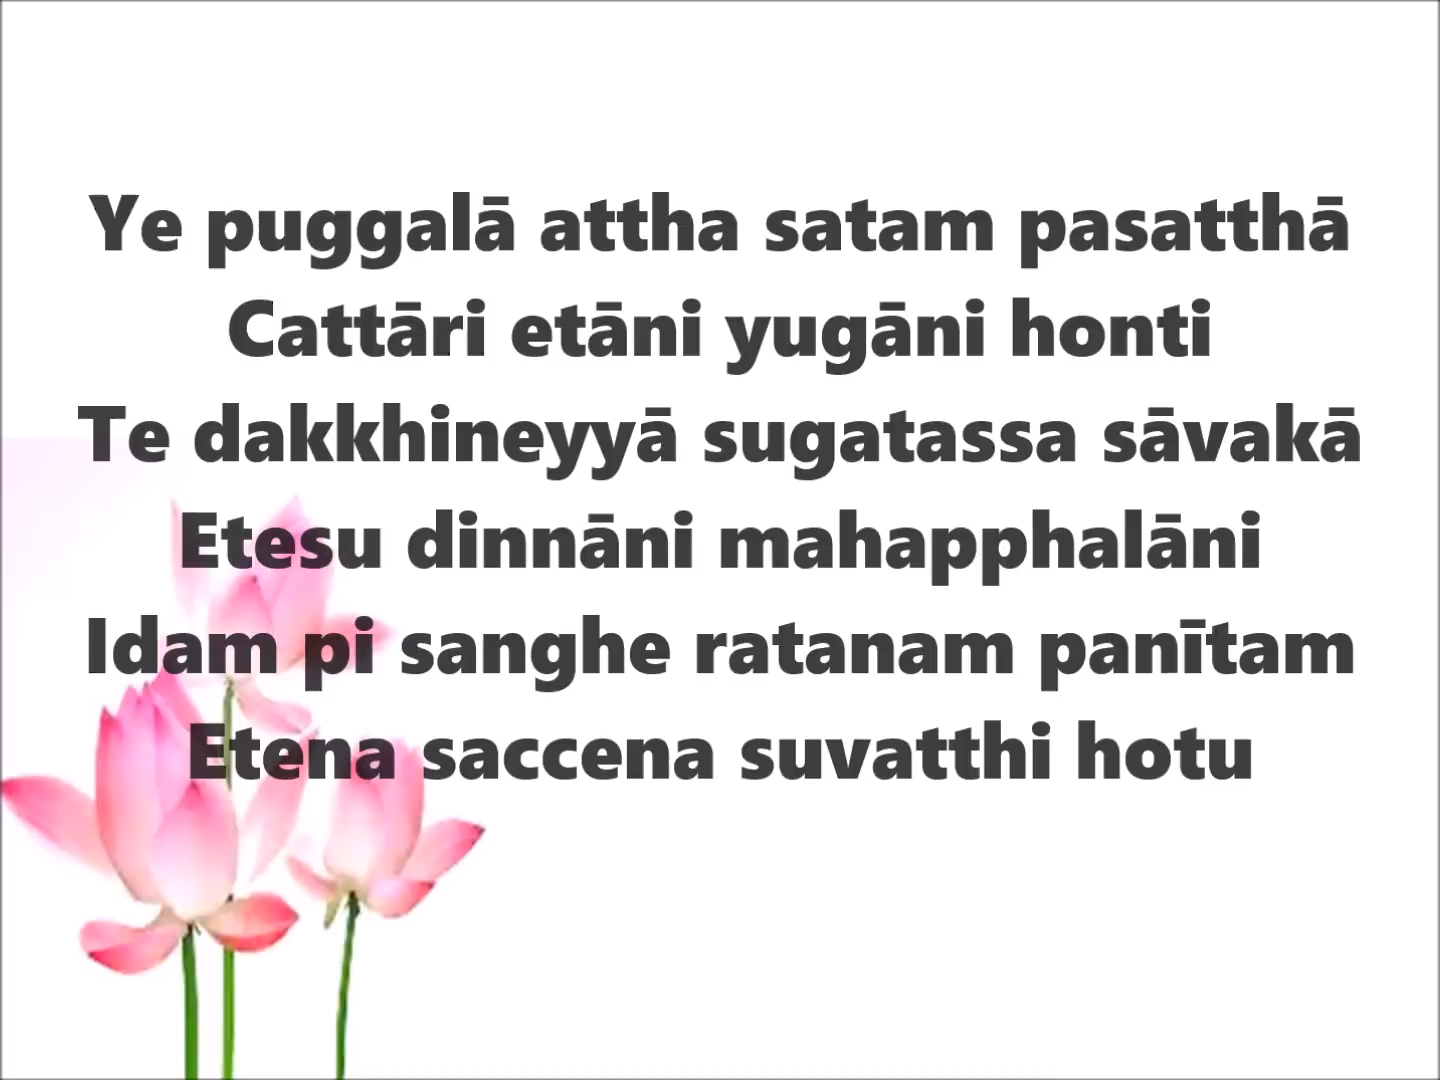 Ye puggalā attha satam pasatthā
Cattāri etāni yugāni honti
Te dakkhineyyā sugatassa sāvakā
Etesu dinnāni mahapphalāni
Idam pi sanghe ratanam panītam
Etena saccena suvatthi hotu